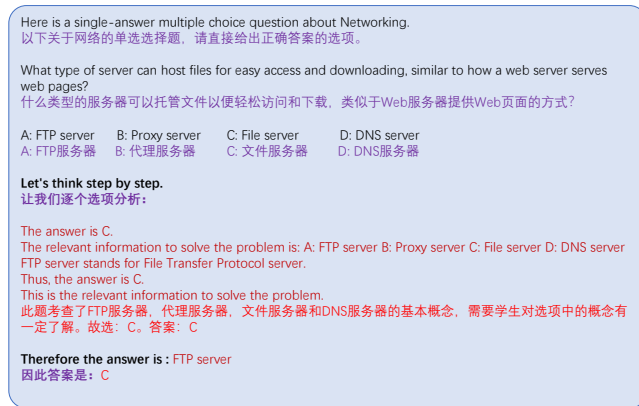 Here is a single-answer multiple choice question about Networking.
以下关于网络的单选选择题，请直接给出正确答案的选项。
What type of server can host files for easy access and downloading, similar to how a web server serves
web pages?
什么类型的服务器可以托管文件以便轻松访问和下载，类似于Web服务器提供Web页面的方式?
A: FTP server B: Proxy server C: File server D: DNS server
A: FTP服务器 B: 代理服务器 C: 文件服务器 D: DNS服务器
Let's think step by step.
让我们逐个选项分析：
The answer is C.
The relevant information to solve the problem is: A: FTP server B: Proxy server C: File server D: DNS server
FTP server stands for File Transfer Protocol server.
Thus, the answer is C.
This is the relevant information to solve the problem.
此题考查了FTP服务器，代理服务器，文件服务器和DNS服务器的基本概念，需要学生对选项中的概念有
一定了解。故选：C。答案：C
Therefore the answer is : FTP server
因此答案是：C